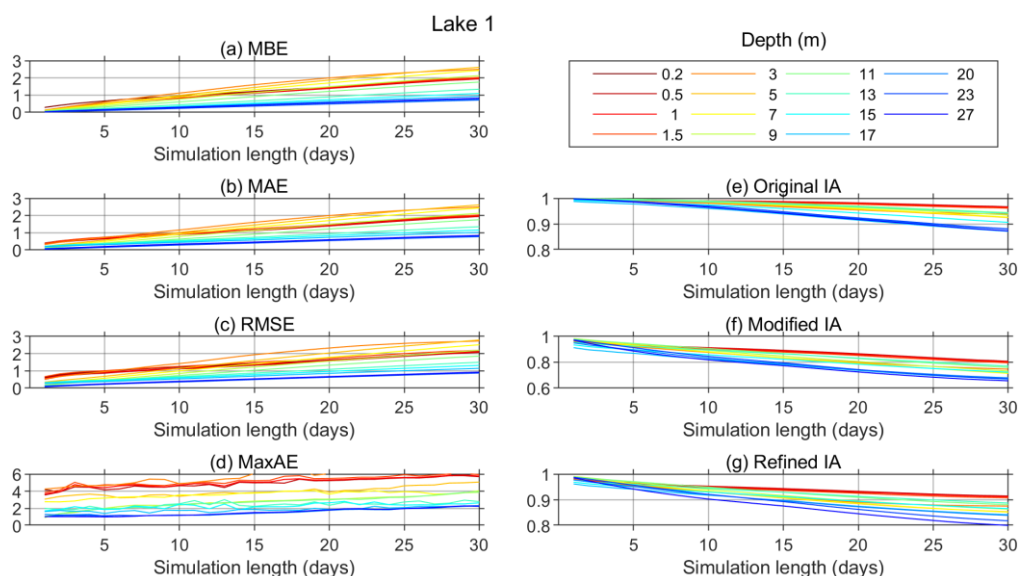 Lake 1
(a) MBE
3
2
1
0
5 10 15 20 25 30
Simulation length (days)
Depth (m)
0.2 3 11 20
0.5 5 13 23
1 7 15 27
1.5 9 17
(b) MAE
3
2
1
0
5 10 15 20 25 30
Simulation length (days)
(e) Original IA
1
0.9
0.8
5 10 15 20 25 30
Simulation length (days)
(c) RMSE
3
2
1
0
5 10 15 20 25 30
Simulation length (days)
(f) Modified IA
1
0.8
0.6
5 10 15 20 25 30
Simulation length (days)
(d) MaxAE
6
4
2
0
5 10 15 20 25 30
Simulation length (days)
(g) Refined IA
1
0.9
0.8
5 10 15 20 25 30
Simulation length (days)